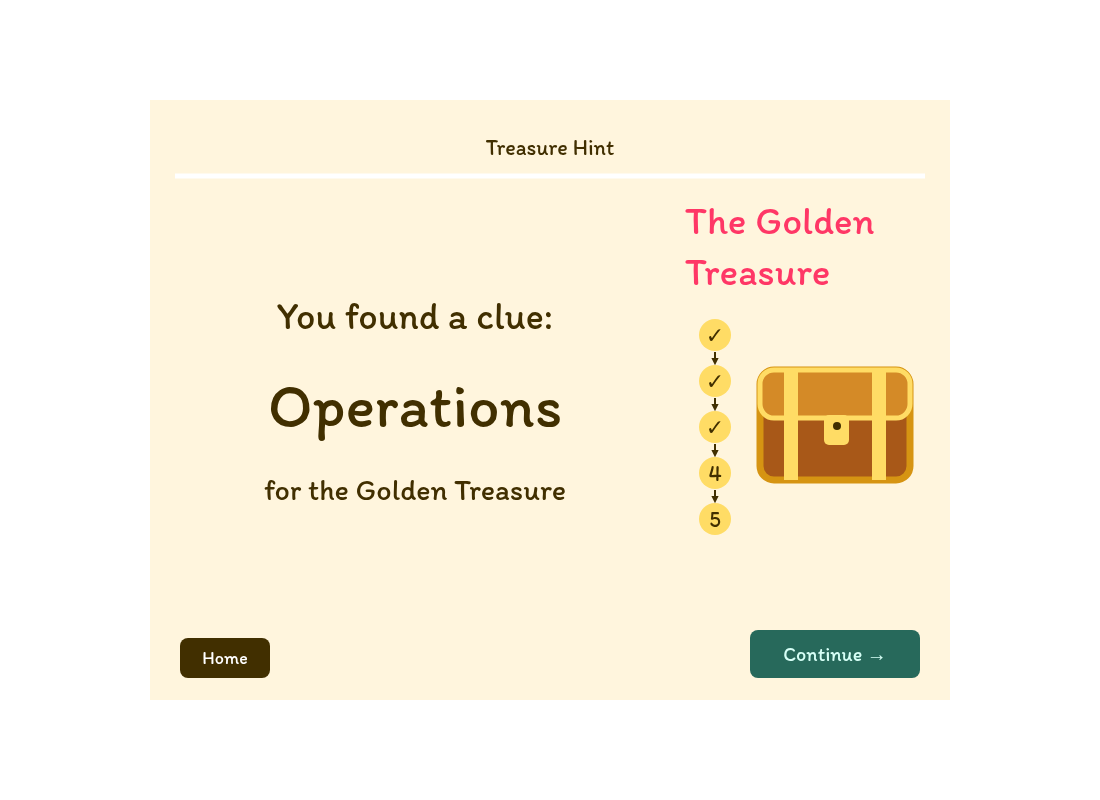 Treasure Hint
The Golden
Treasure
You found a clue:
Operations
for the Golden Treasure
✓
✓
✓
4
5
Home
Continue →